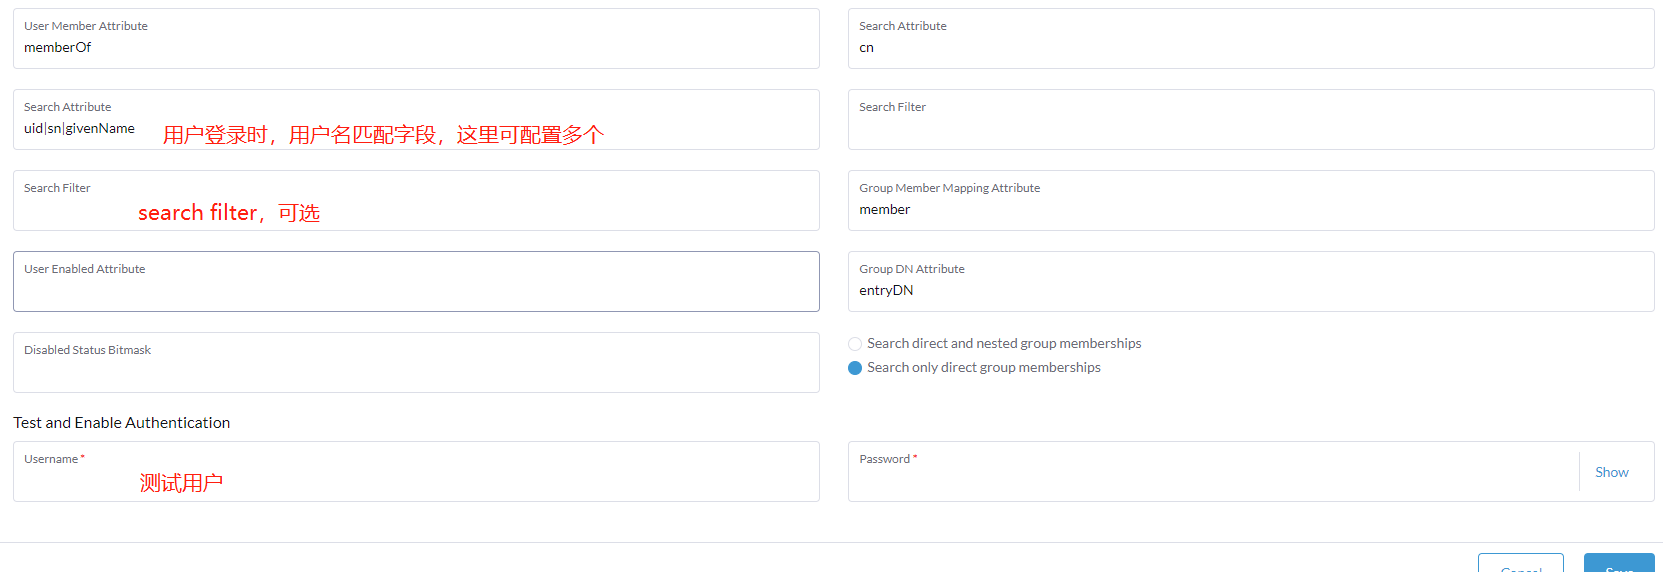 User Member Attribute
memberOf
Search Attribute
cn
Search Attribute
uid|sn|givenName
用户登录时，用户名匹配字段，这里可配置多个
Search Filter
Search Filter
search filter，可选
Group Member Mapping Attribute
member
User Enabled Attribute
Group DN Attribute
entryDN
Disabled Status Bitmask
Search direct and nested group memberships
Search only direct group memberships
Test and Enable Authentication
Username *
测试用户
Password *
Show
Cancel
Save